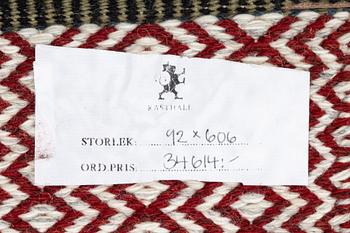 KASTHALL
STORLEK: 92 x 606
ORD.PRIS: 34614:-